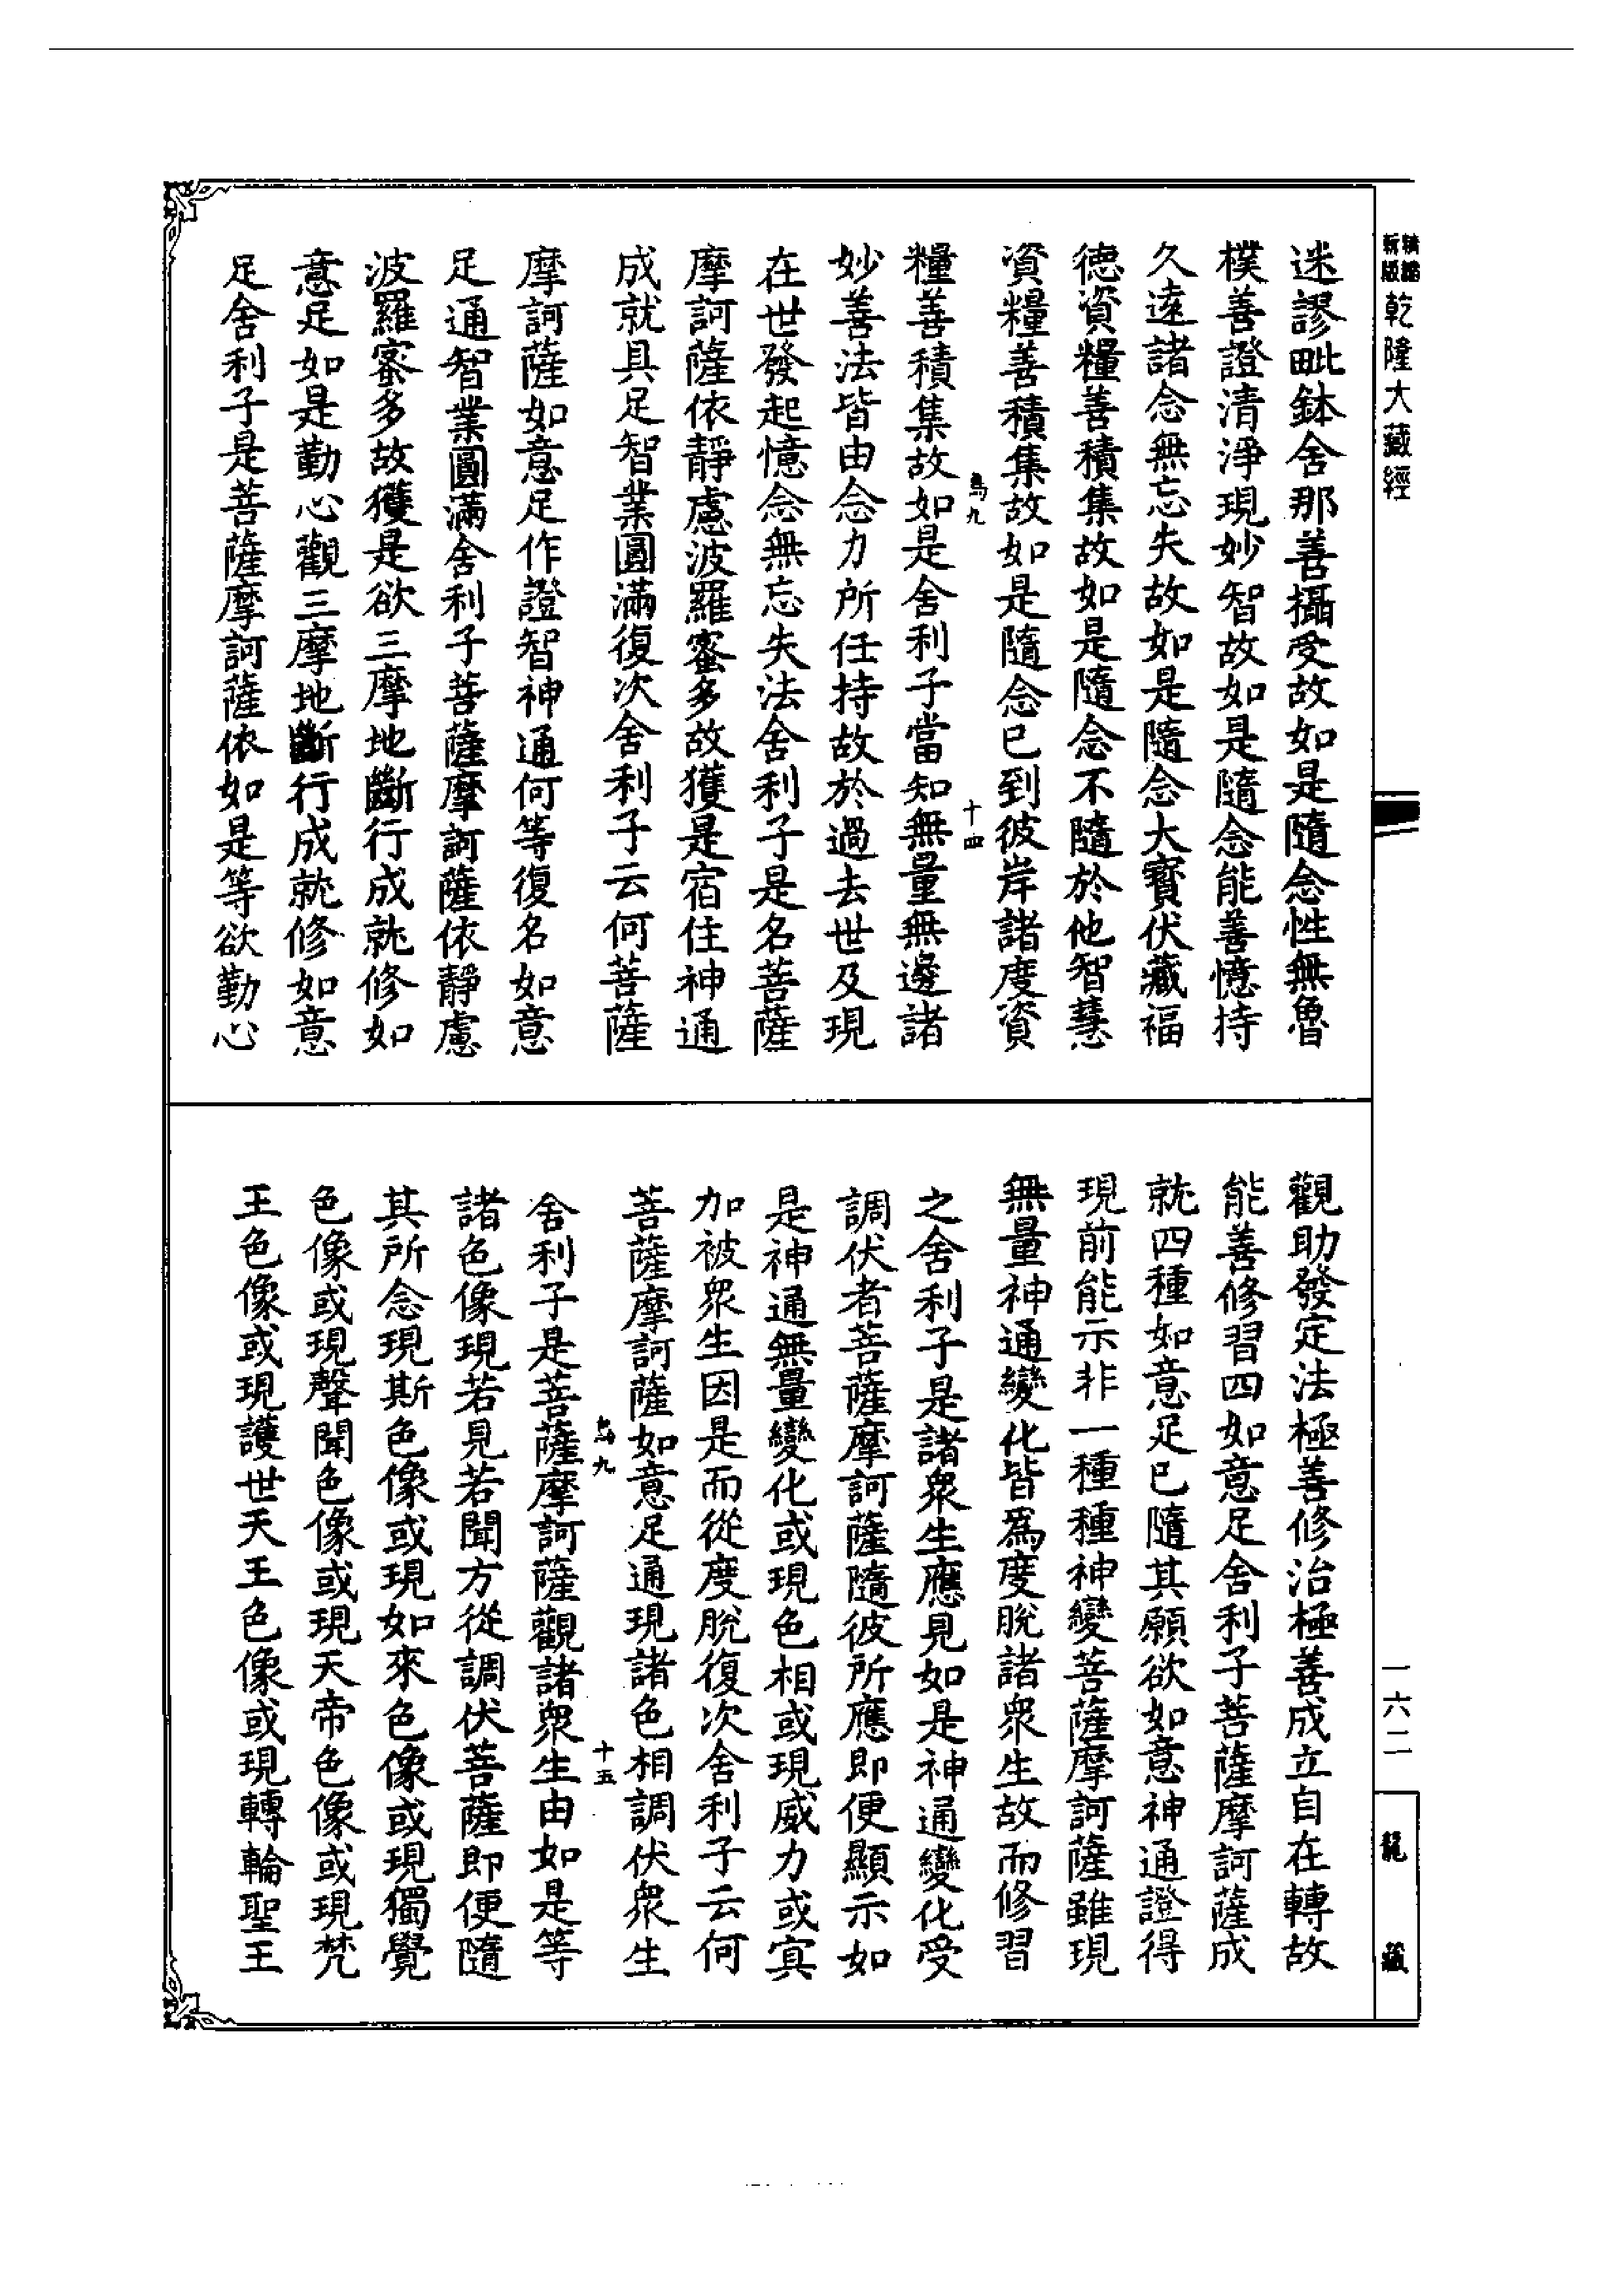 精縮新版乾隆大藏經
迷謬毗鉢舍那善攝受故如是隨念性無魯
樸善證清淨現妙智故如是隨念能善憶持
久遠諸念無忘失故如是隨念大寶伏藏福
德資糧善積集故如是隨念不隨於他智慧
資糧善積集故如是隨念已到彼岸諸度資
糧善積集故如是舍利子當知無量無邊諸
妙善法皆由念力所任持故於過去世及現
在世發起憶念無忘失法舍利子是名菩薩
摩訶薩依靜慮波羅蜜多故獲是宿住神通
成就具足智業圓滿復次舍利子云何菩薩
摩訶薩如意足作證智神通何等復名如意
足通智業圓滿舍利子菩薩摩訶薩依靜慮
波羅蜜多故獲是欲三摩地斷行成就修如
意足如是勤心觀三摩地斷行成就修如意
足舍利子是菩薩摩訶薩依如是等欲勤心
十四
觀助發定法極善修治極善成立自在轉故
能善修習四如意足舍利子菩薩摩訶薩成
就四種如意足已隨其願欲如意神通證得
現前能示非一種種神變菩薩摩訶薩雖現
無量神通變化皆為度脫諸眾生故而修習
之舍利子是諸眾生應見如是神通變化受
調伏者菩薩摩訶薩隨彼所應即便顯示如
是神通無量變化或現色相或現威力或冥
加被眾生因是而從度脫復次舍利子云何
菩薩摩訶薩如意足通現諸色相調伏眾生
舍利子是菩薩摩訶薩觀諸眾生由如是等
諸色像現若見若聞方從調伏菩薩即便隨
其所念現斯色像或現如來色像或現獨覺
色像或現聲聞色像或現天帝色像或現梵
王色像或現護世天王色像或現轉輪聖王
十五
一六二
龍藏